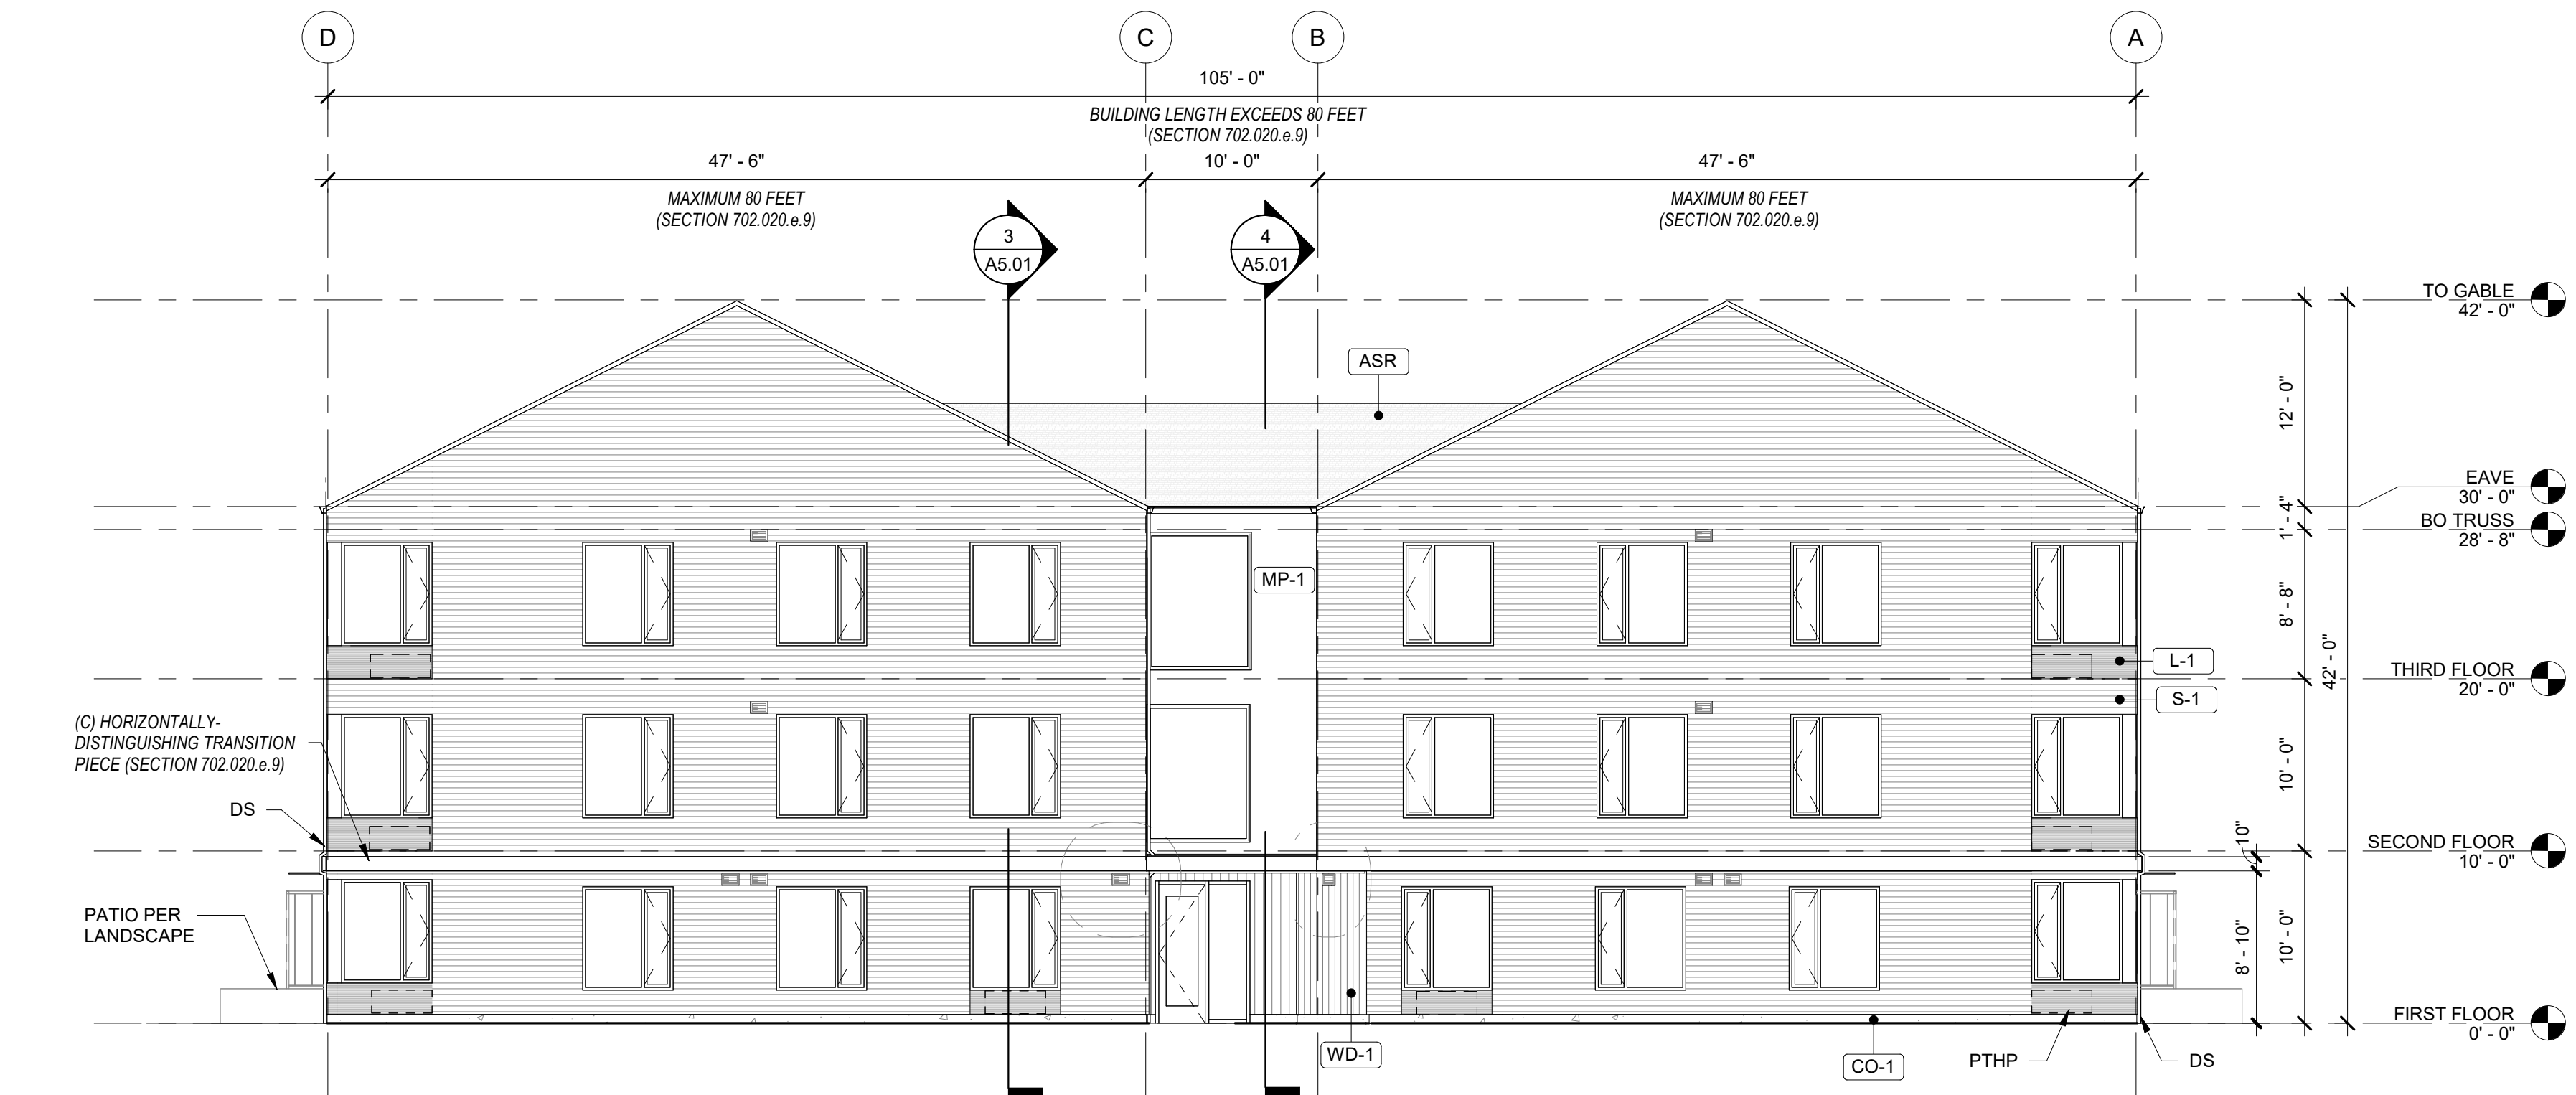 D
C
B
A
105' - 0"
BUILDING LENGTH EXCEEDS 80 FEET
(SECTION 702.020.e.9)
47' - 6"
10' - 0"
47' - 6"
MAXIMUM 80 FEET
(SECTION 702.020.e.9)
MAXIMUM 80 FEET
(SECTION 702.020.e.9)
3
A5.01
4
A5.01
TO GABLE
42' - 0"
ASR
12' - 0"
EAVE
30' - 0"
1' - 4"
BO TRUSS
28' - 8"
MP-1
8' - 8"
42' - 0"
L-1
THIRD FLOOR
20' - 0"
S-1
(C) HORIZONTALLY-
DISTINGUISHING TRANSITION
PIECE (SECTION 702.020.e.9)
10' - 0"
DS
10"
SECOND FLOOR
10' - 0"
PATIO PER
LANDSCAPE
8' - 10"
10' - 0"
FIRST FLOOR
0' - 0"
WD-1
CO-1
PTHP
DS